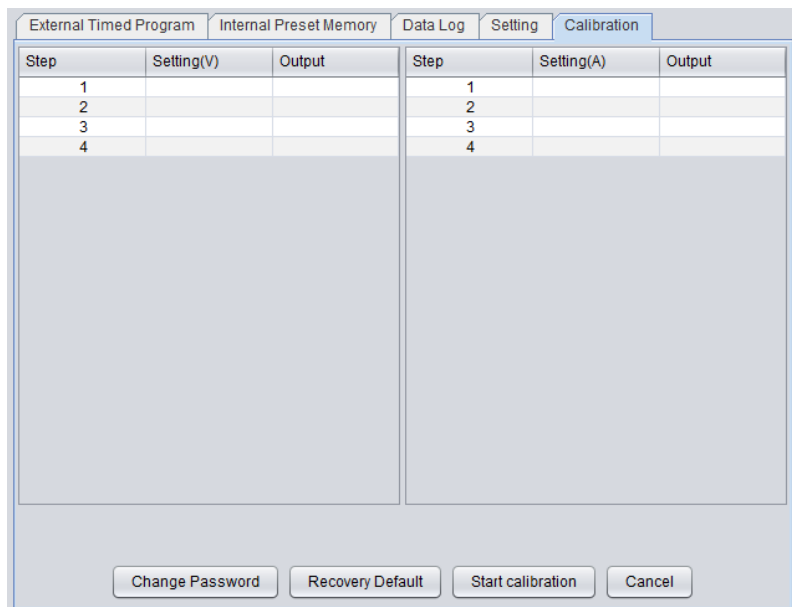 External Timed Program Internal Preset Memory Data Log Setting Calibration
Step Setting(V) Output Step Setting(A) Output
1 1
2 2
3 3
4 4
Change Password Recovery Default Start calibration Cancel